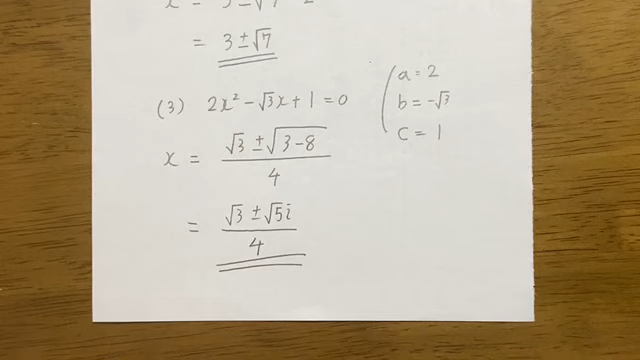 = 3±√7
(3) 2x² - √3x + 1 = 0
a = 2
b = -√3
c = 1
x = (√3 ± √(3-8))/4
= (√3 ± √5i)/4